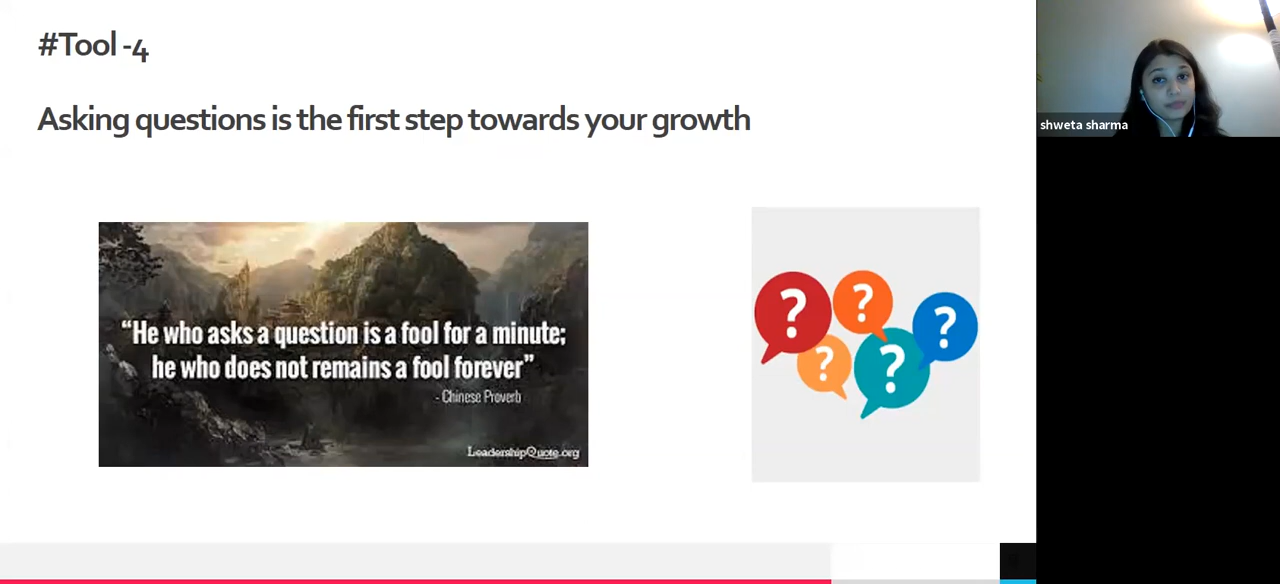 #Tool -4
Asking questions is the first step towards your growth
“He who asks a question is a fool for a minute;
he who does not remains a fool forever”
- Chinese Proverb
LeadershipQuote.org
? ? ? ? ?
shweta sharma